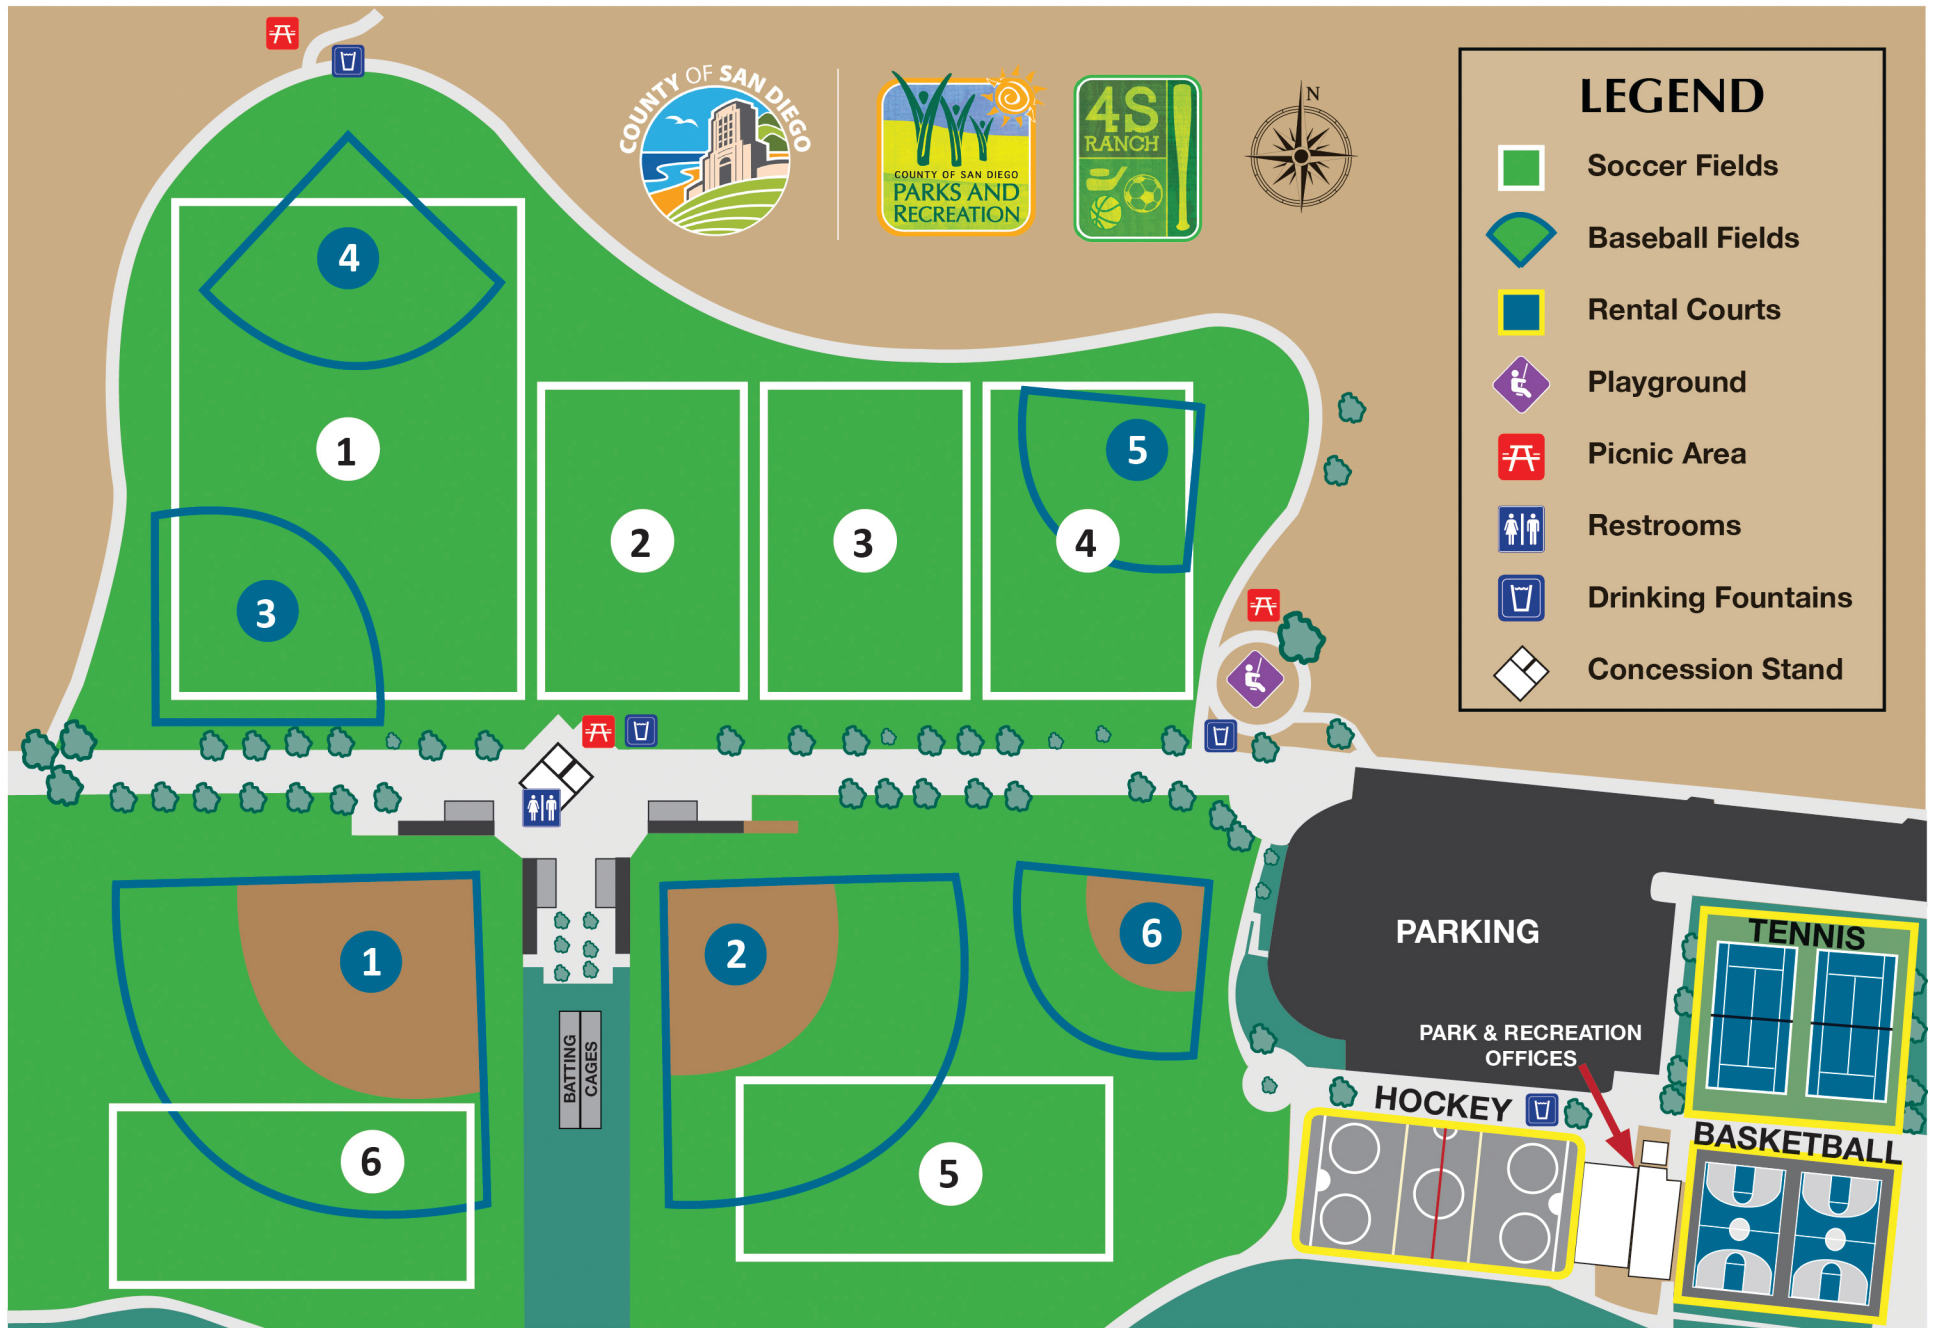 COUNTY OF SAN DIEGO
COUNTY OF SAN DIEGO
PARKS AND
RECREATION
4S
RANCH
N
LEGEND
Soccer Fields
Baseball Fields
Rental Courts
Playground
Picnic Area
Restrooms
Drinking Fountains
Concession Stand
4
1
3
2
3
5
4
1
2
6
6
5
BATTING
CAGES
PARKING
TENNIS
PARK & RECREATION
OFFICES
HOCKEY
BASKETBALL